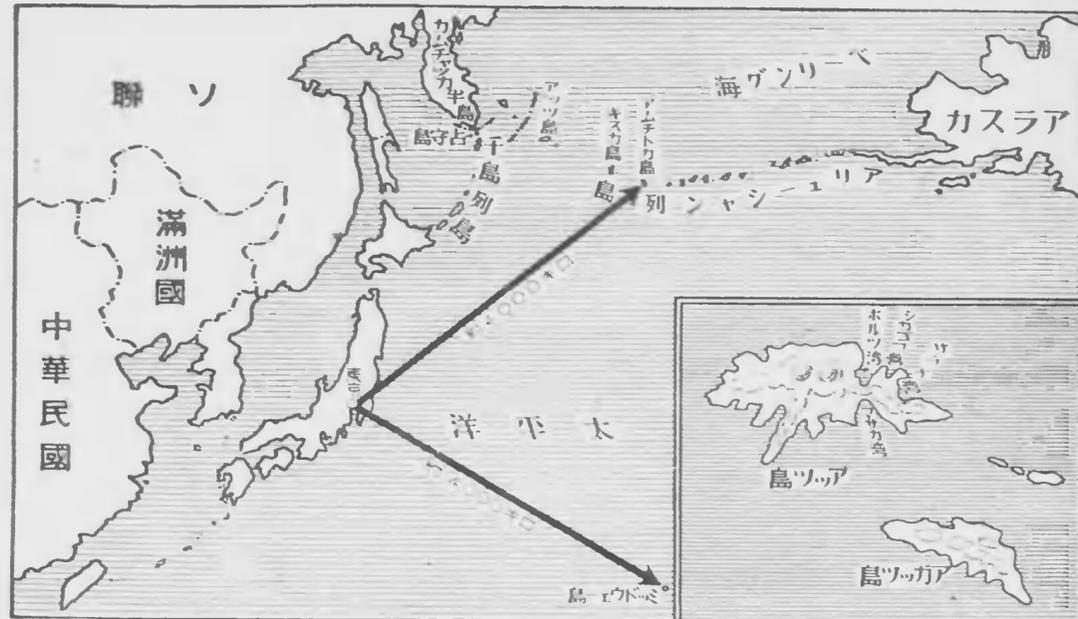 ソ聯
カムチャッカ半島
占守島
千島列島
アッツ島
キスカ島
アムチトカ島
ベーリング海
アラスカ
アリューシャン列島
滿洲國
中華民國
東京
太平洋
ミッドウェー島
ホルツ湾
アッツ島
アガッツ島